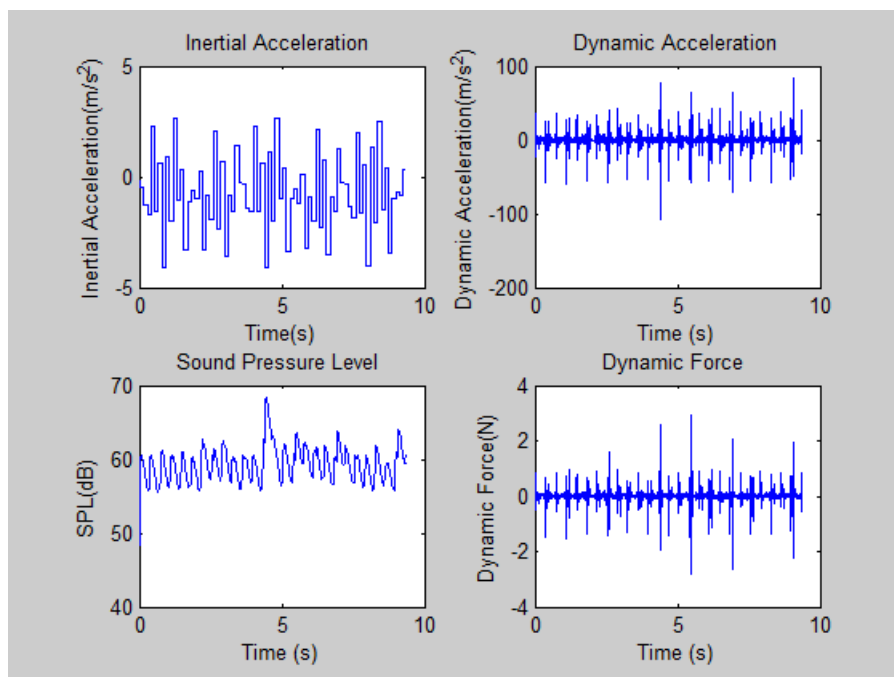 Inertial Acceleration
Inertial Acceleration(m/s²)
5
0
-5
0
5
10
Time(s)
Dynamic Acceleration
Dynamic Acceleration(m/s²)
100
0
-100
-200
0
5
10
Time (s)
Sound Pressure Level
SPL(dB)
70
60
50
40
0
5
10
Time (s)
Dynamic Force
Dynamic Force(N)
4
2
0
-2
-4
0
5
10
Time (s)